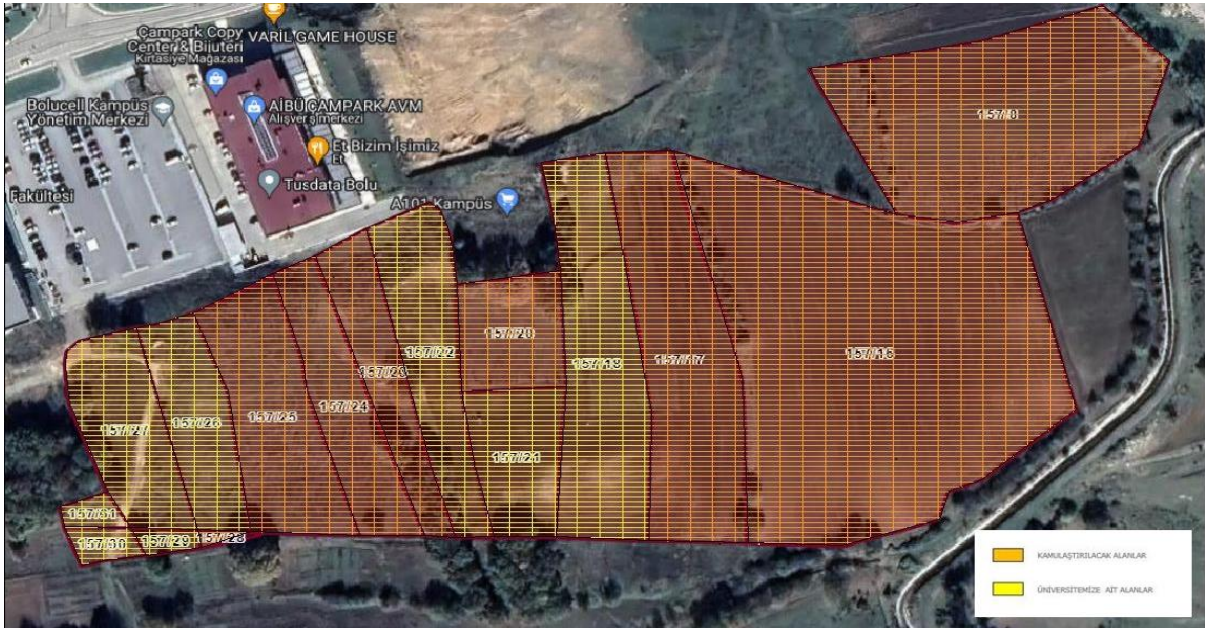 Çampark Copy
Center & Bijuteri
Kırtasiye Mağazası
VARIL GAME HOUSE
Bolucell Kampüs
Yönetim Merkezi
AİBÜ ÇAMPARK AVM
Alışveriş merkezi
Et Bizim İşimiz
Et
Tusdata Bolu
Fakültesi
A101 Kampüs
157/8
157/20
157/22
157/18
157/17
157/16
157/23
157/24
157/25
157/26
157/27
157/21
157/31
157/30
157/29
157/28
KAMULAŞTIRILACAK ALANLAR
ÜNİVERSİTEMİZE AİT ALANLAR